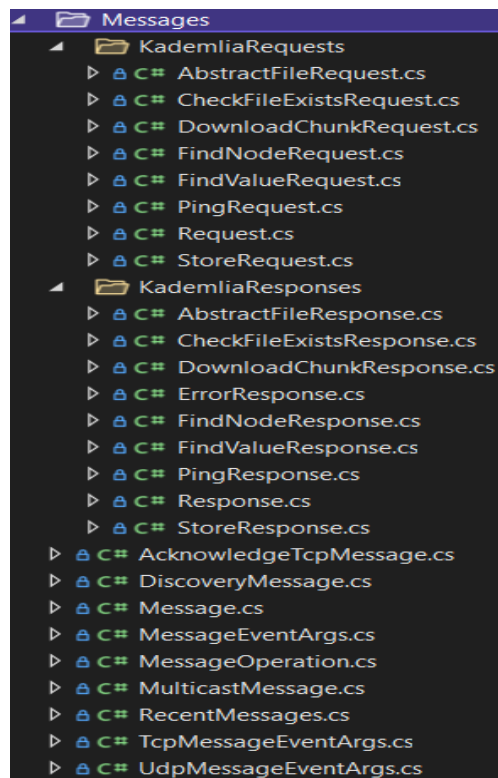 Messages
KademliaRequests
C# AbstractFileRequest.cs
C# CheckFileExistsRequest.cs
C# DownloadChunkRequest.cs
C# FindNodeRequest.cs
C# FindValueRequest.cs
C# PingRequest.cs
C# Request.cs
C# StoreRequest.cs
KademliaResponses
C# AbstractFileResponse.cs
C# CheckFileExistsResponse.cs
C# DownloadChunkResponse.cs
C# ErrorResponse.cs
C# FindNodeResponse.cs
C# FindValueResponse.cs
C# PingResponse.cs
C# Response.cs
C# StoreResponse.cs
C# AcknowledgeTcpMessage.cs
C# DiscoveryMessage.cs
C# Message.cs
C# MessageEventArgs.cs
C# MessageOperation.cs
C# MulticastMessage.cs
C# RecentMessages.cs
C# TcpMessageEventArgs.cs
C# UdpMessageEventArgs.cs